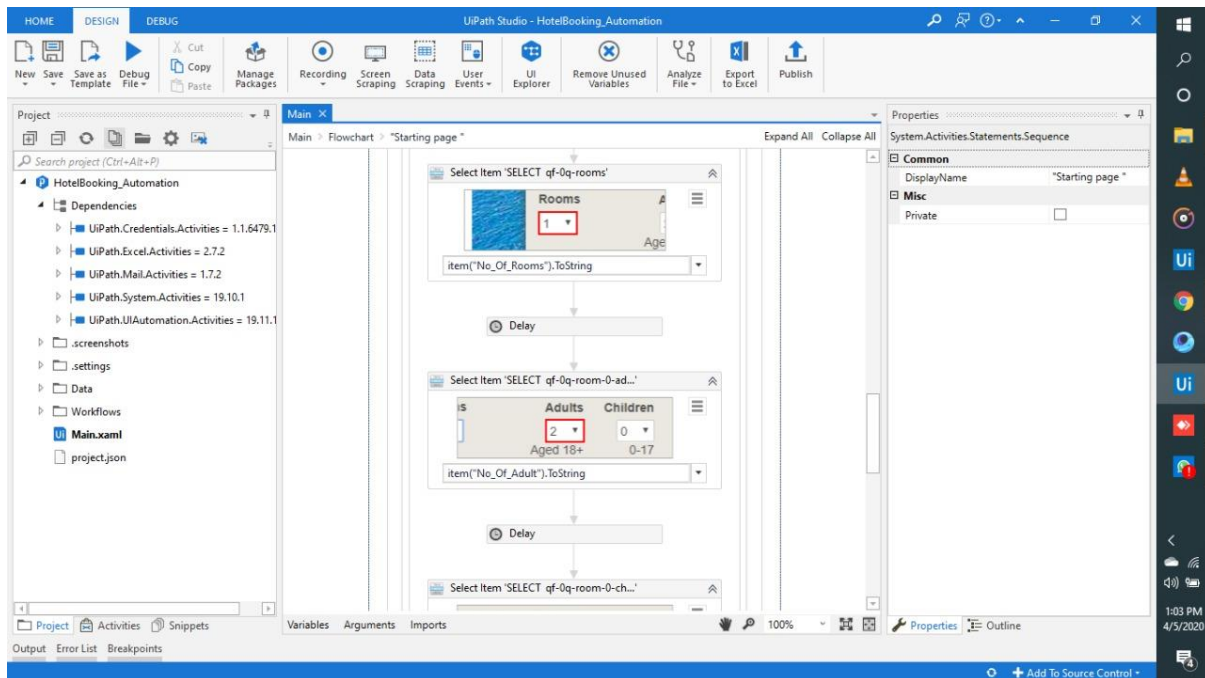 HOME DESIGN DEBUG
UiPath Studio - HotelBooking_Automation
New Save Save as Template Debug File Cut Copy Paste Manage Packages Recording Screen Scraping Data Scraping User Events UI Explorer Remove Unused Variables Analyze File Export to Excel Publish
Project
Search project (Ctrl+Alt+P)
HotelBooking_Automation
Dependencies
UiPath.Credentials.Activities = 1.1.6479.1
UiPath.Excel.Activities = 2.7.2
UiPath.Mail.Activities = 1.7.2
UiPath.System.Activities = 19.10.1
UiPath.UIAutomation.Activities = 19.11.1
.screenshots
.settings
Data
Workflows
Main.xaml
project.json
Project Activities Snippets
Main
Main > Flowchart > "Starting page "
Expand All Collapse All
Select Item 'SELECT qf-0q-rooms'
Rooms A
1
Age
item("No_Of_Rooms").ToString
Delay
Select Item 'SELECT qf-0q-room-0-ad...'
ns Adults Children
2 0
Aged 18+ 0-17
item("No_Of_Adult").ToString
Delay
Select Item 'SELECT qf-0q-room-0-ch...'
Variables Arguments Imports
100%
Properties
System.Activities.Statements.Sequence
Common
DisplayName "Starting page "
Misc
Private
Properties Outline
Output Error List Breakpoints
Add To Source Control
Ui
Ui
1:03 PM
4/5/2020
4